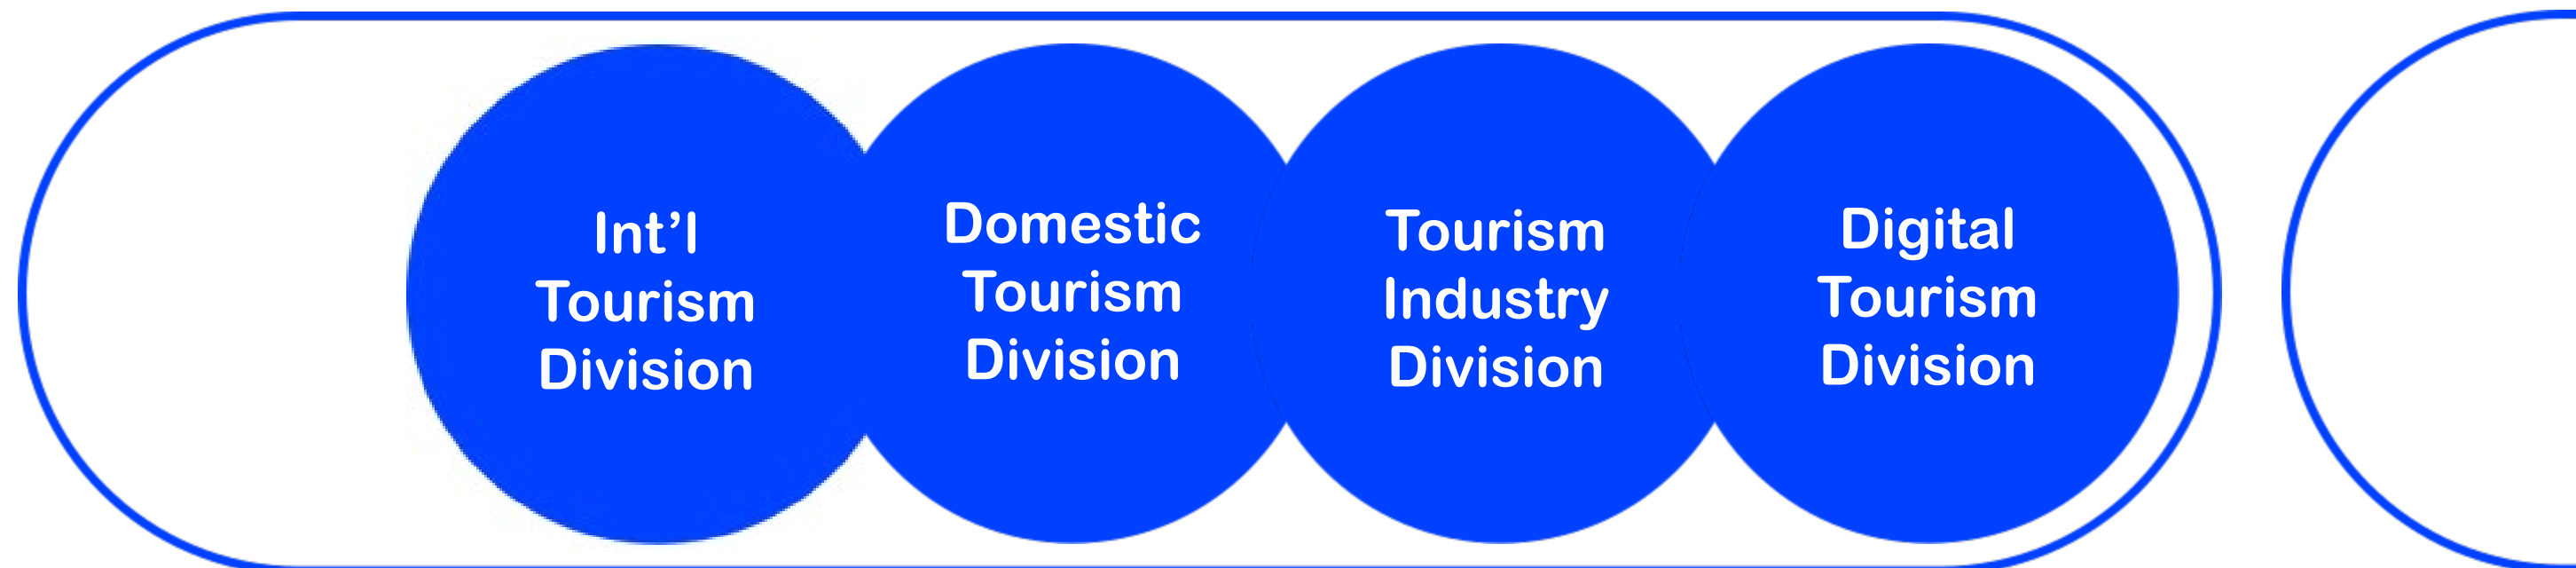 Int’l
Tourism
Division
Domestic
Tourism
Division
Tourism
Industry
Division
Digital
Tourism
Division